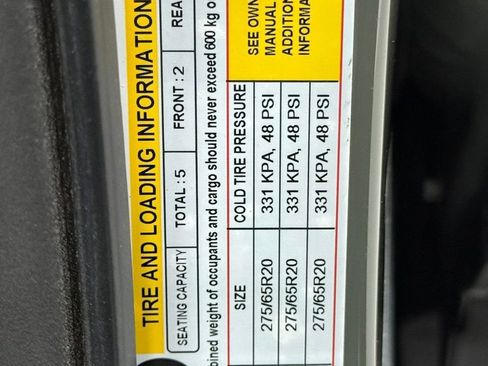 TIRE AND LOADING INFORMATION
SEATING CAPACITY TOTAL : 5 FRONT : 2 REA
bined weight of occupants and cargo should never exceed 600 kg o
SIZE COLD TIRE PRESSURE SEE OWN
MANUAL
ADDITION
INFORMA
275/65R20 331 KPA, 48 PSI
275/65R20 331 KPA, 48 PSI
275/65R20 331 KPA, 48 PSI